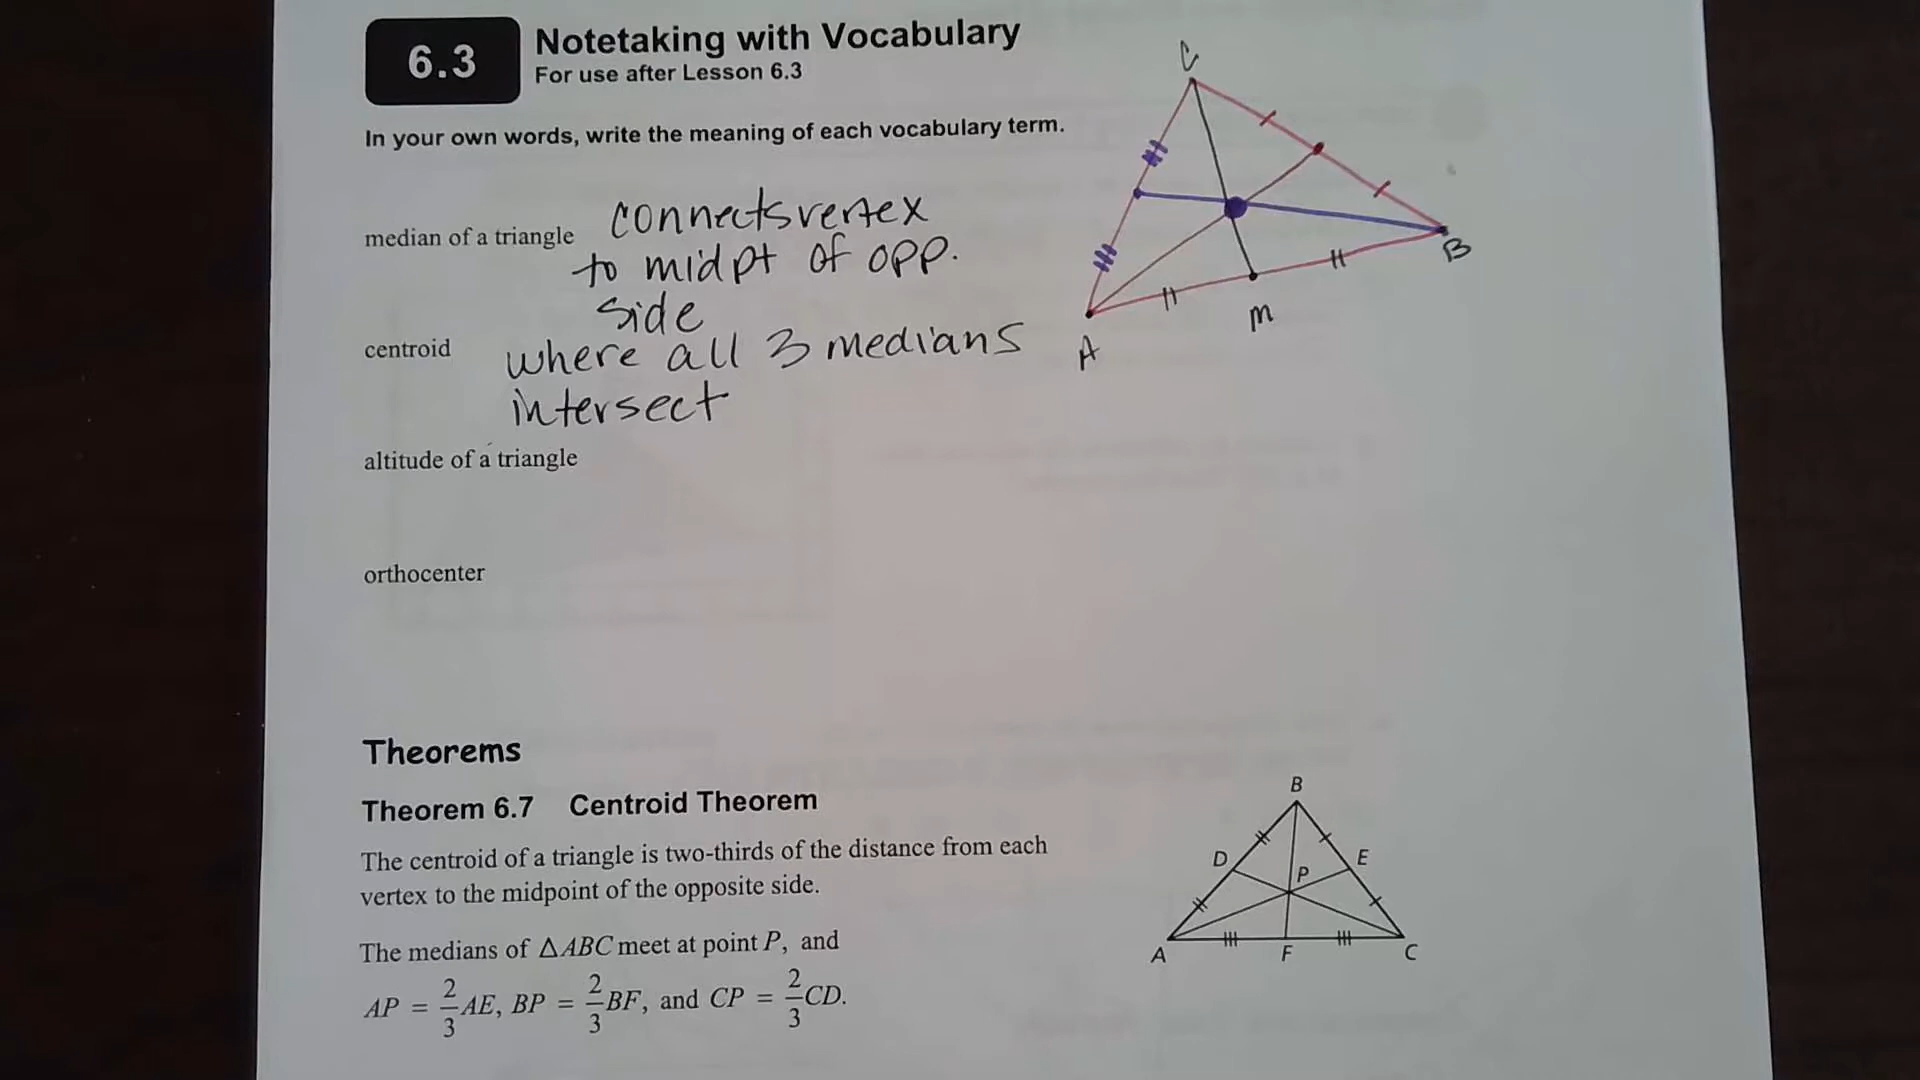 6.3
Notetaking with Vocabulary
For use after Lesson 6.3
In your own words, write the meaning of each vocabulary term.
median of a triangle connects vertex
to midpt of opp.
side
centroid where all 3 medians
intersect
altitude of a triangle
orthocenter
C
B
M
A
Theorems
Theorem 6.7 Centroid Theorem
The centroid of a triangle is two-thirds of the distance from each
vertex to the midpoint of the opposite side.
The medians of △ABC meet at point P, and
AP = 2/3 AE, BP = 2/3 BF, and CP = 2/3 CD.
B
D
E
P
A
F
C